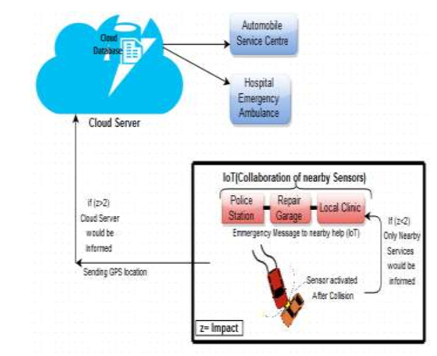 Cloud
Database
Automobile
Service Centre
Hospital
Emergency
Ambulance
Cloud Server
if (z>2)
Cloud Server
would be
Informed
Sending GPS location
IoT(Collaboration of nearby Sensors)
Police
Station
Repair
Garage
Local Clinic
Emmergency Message to nearby help (IoT)
if (z<2)
Only Nearby
Services
would be
informed
Sensor activated
After Collision
z= Impact